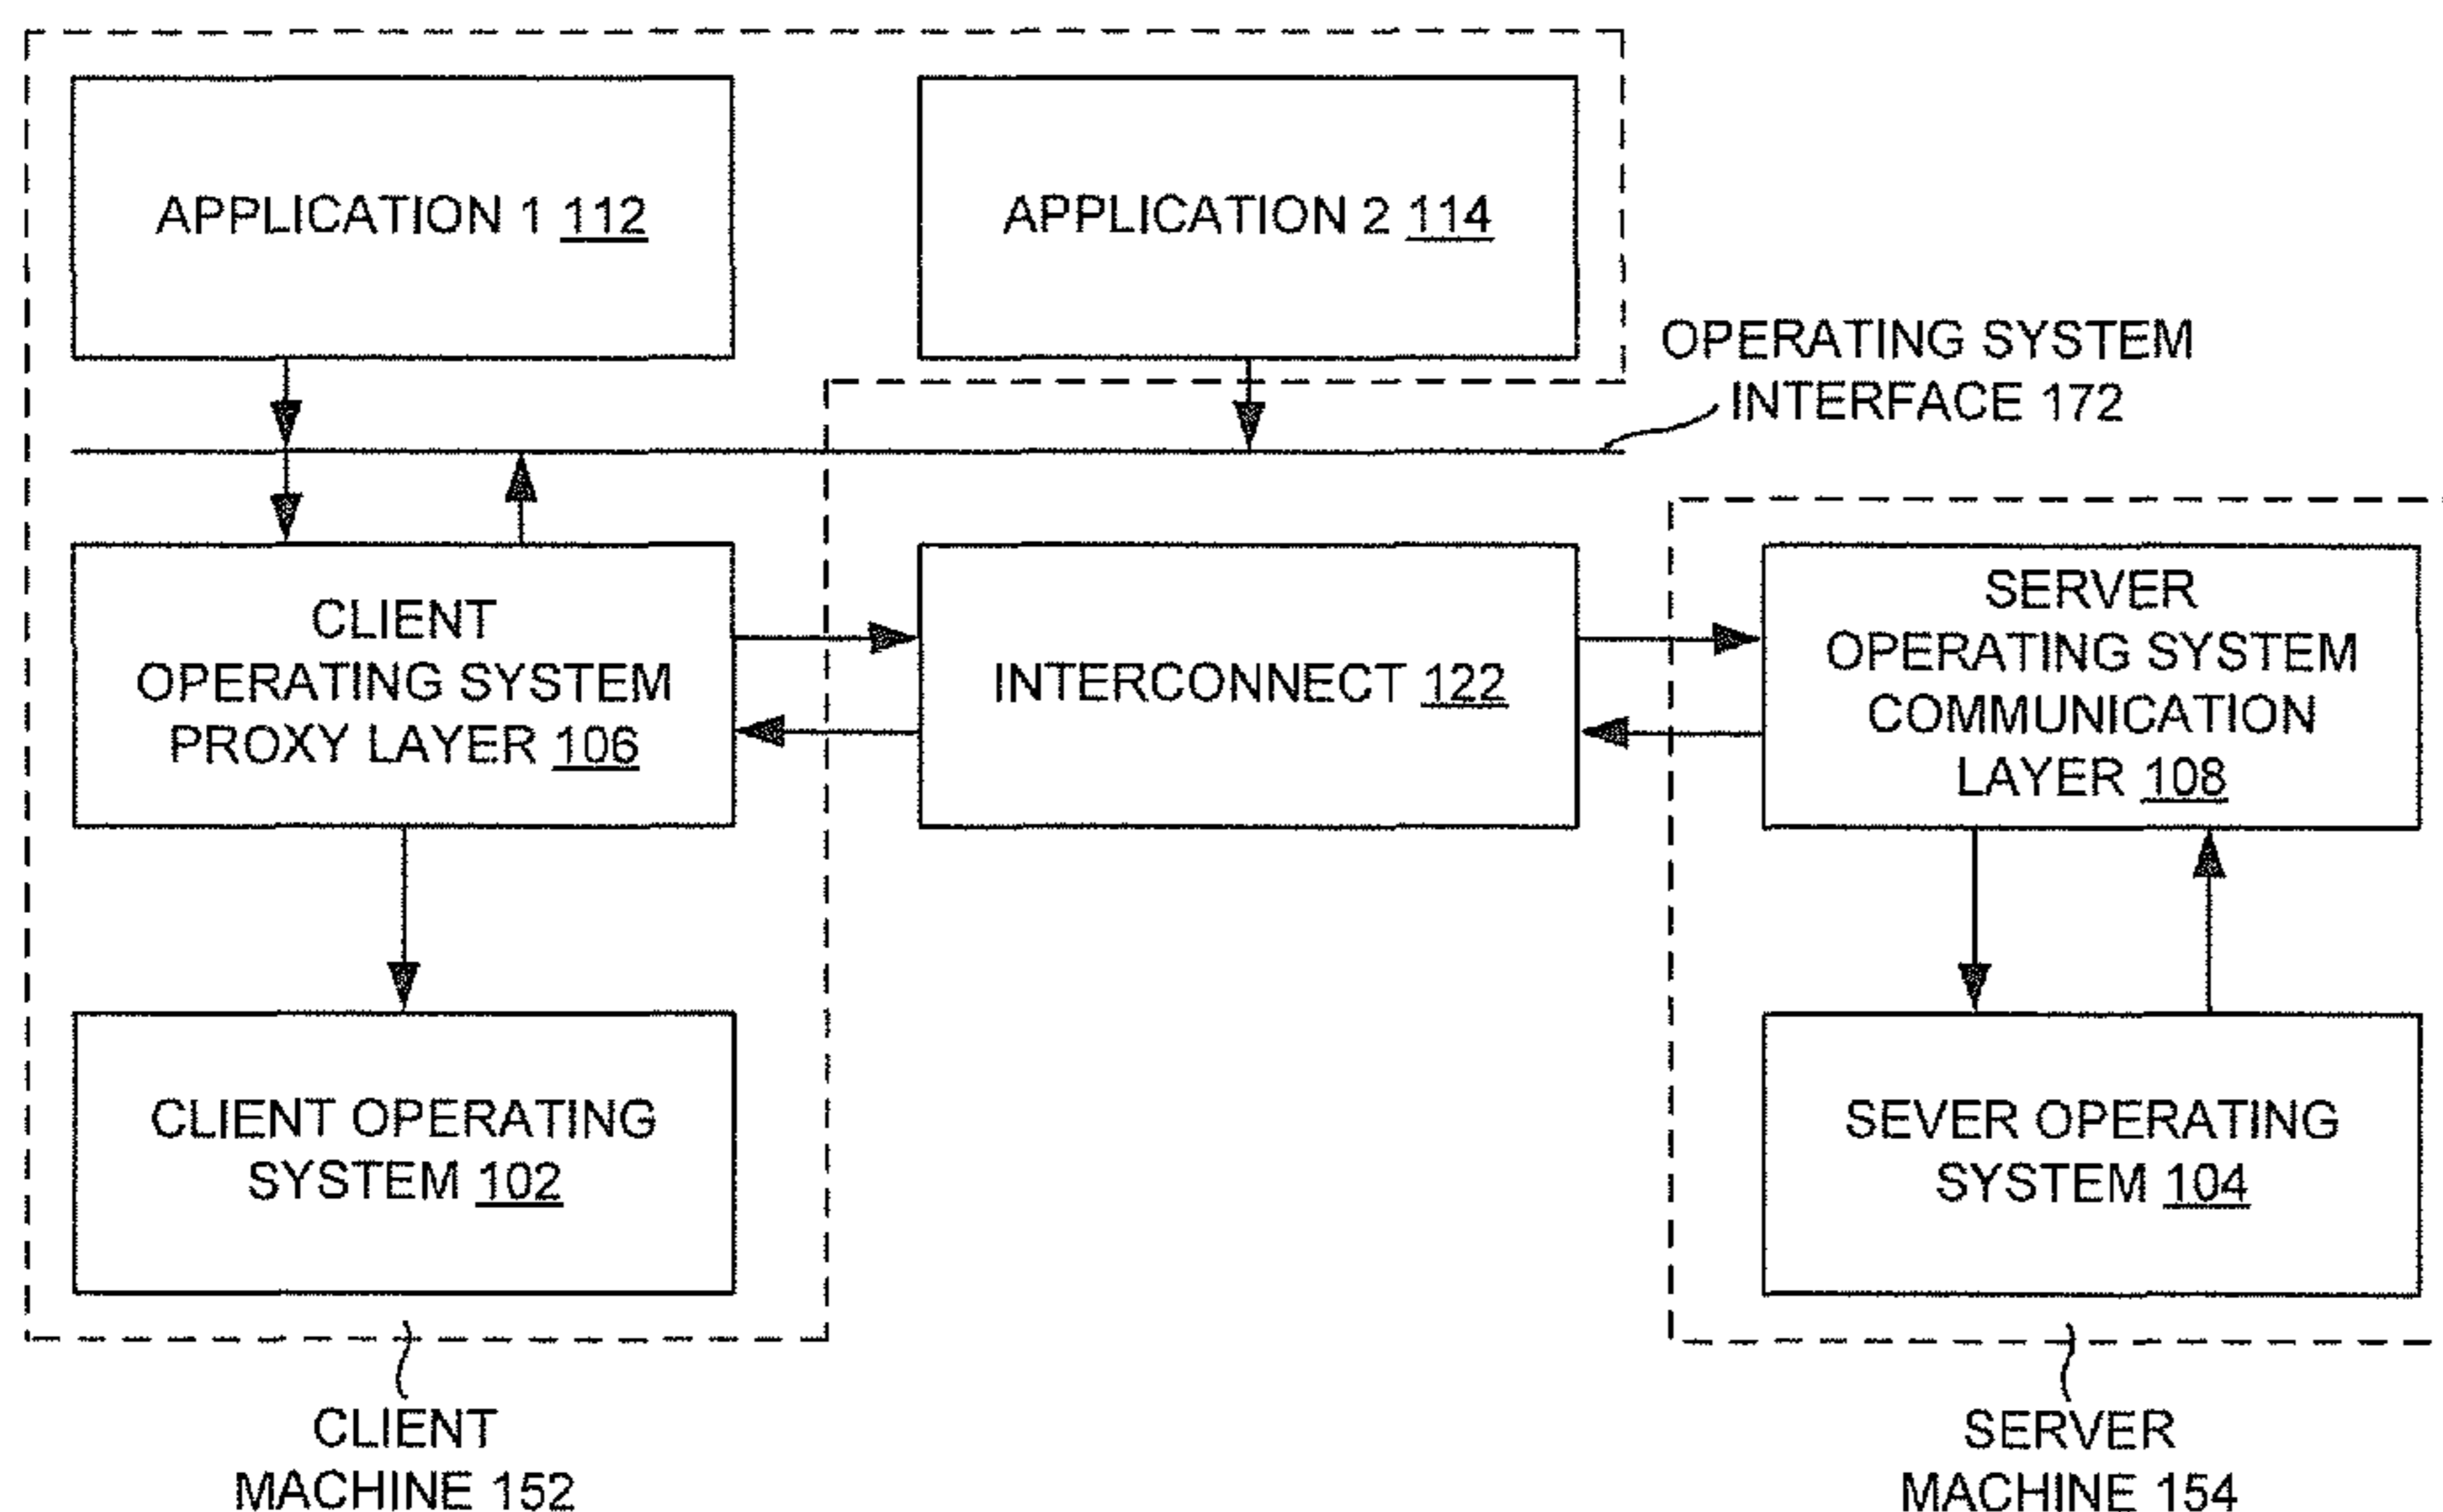 APPLICATION 1 112
APPLICATION 2 114
OPERATING SYSTEM
INTERFACE 172
CLIENT
OPERATING SYSTEM
PROXY LAYER 106
INTERCONNECT 122
SERVER
OPERATING SYSTEM
COMMUNICATION
LAYER 108
CLIENT OPERATING
SYSTEM 102
SEVER OPERATING
SYSTEM 104
CLIENT
MACHINE 152
SERVER
MACHINE 154